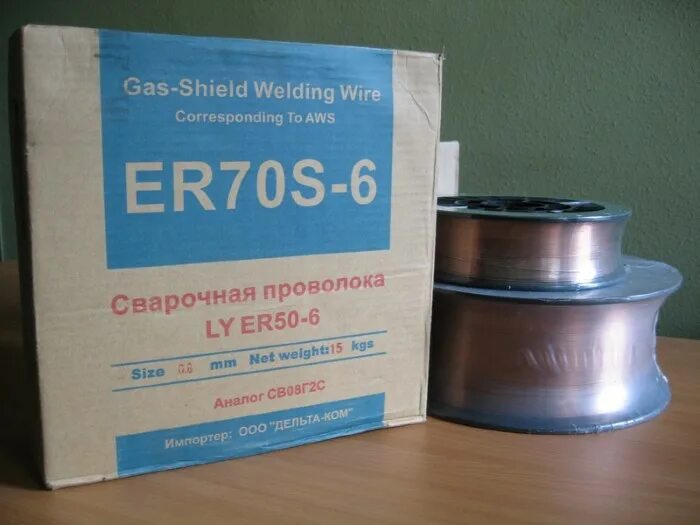 Gas-Shield Welding Wire
Corresponding To AWS
ER70S-6
Сварочная проволока
LY ER50-6
Size mm Net weight:15 kgs
Аналог СВ08Г2С
Импортер: ООО "ДЕЛЬТА-КОМ"